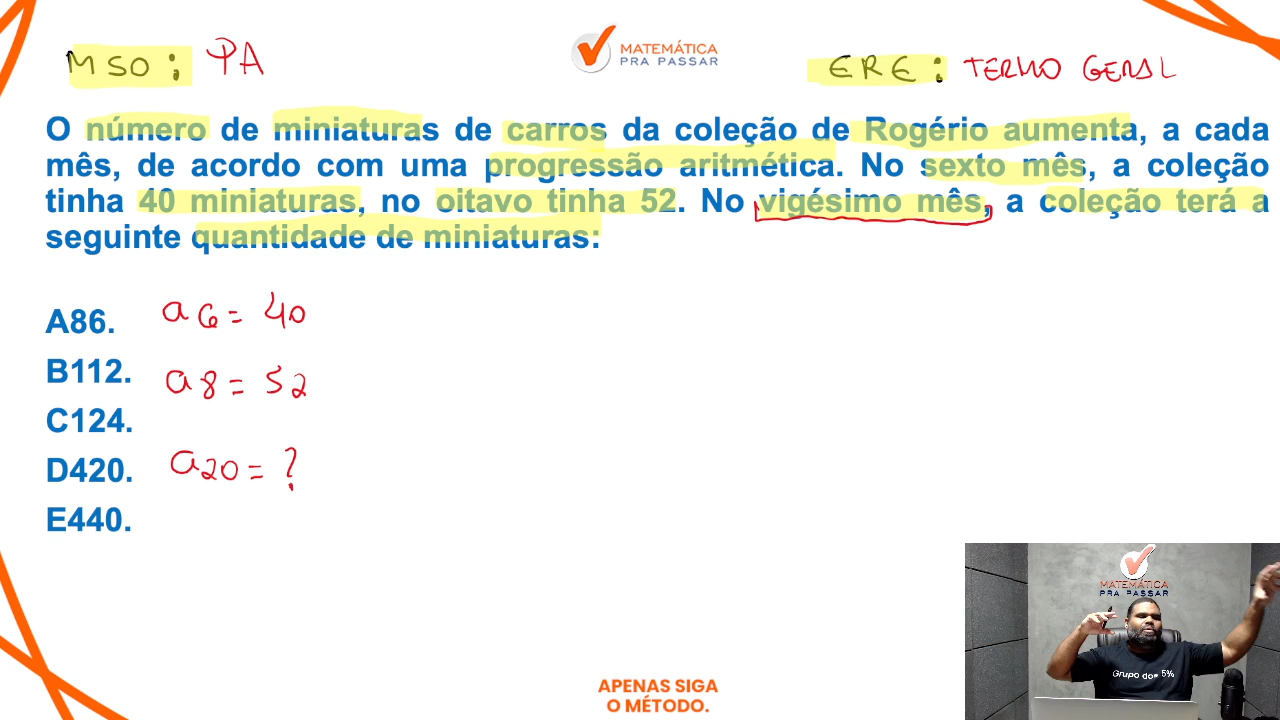 MSO: PA
MATEMÁTICA
PRA PASSAR
ERE: TERMO GERAL
O número de miniaturas de carros da coleção de Rogério aumenta, a cada
mês, de acordo com uma progressão aritmética. No sexto mês, a coleção
tinha 40 miniaturas, no oitavo tinha 52. No vigésimo mês, a coleção terá a
seguinte quantidade de miniaturas:
A86.
a6 = 40
B112.
a8 = 52
C124.
D420.
a20 = ?
E440.
MATEMÁTICA
PRA PASSAR
Grupo dos 5%
APENAS SIGA
O MÉTODO.